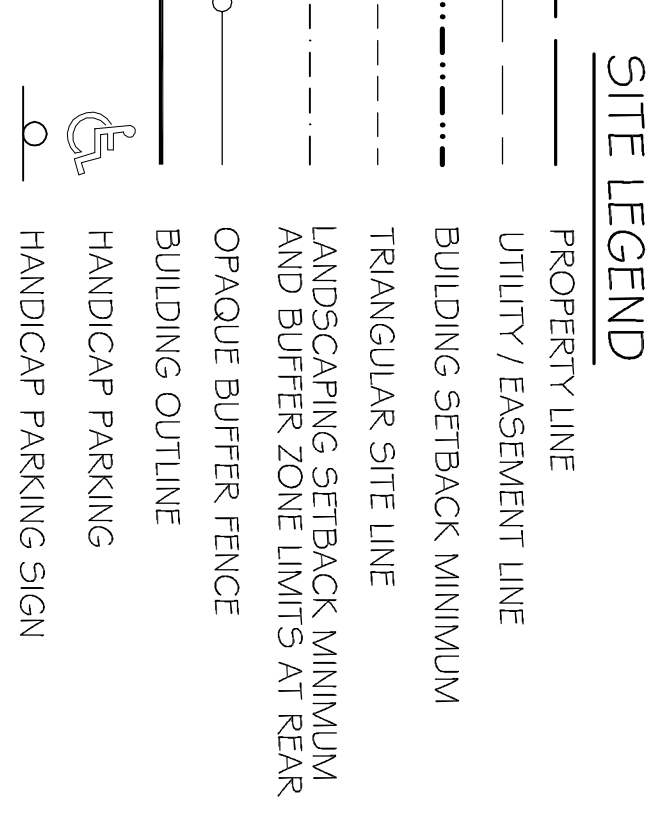 SITE LEGEND
PROPERTY LINE
UTILITY / EASEMENT LINE
BUILDING SETBACK MINIMUM
TRIANGULAR SITE LINE
LANDSCAPING SETBACK MINIMUM
AND BUFFER ZONE LIMITS AT REAR
OPAQUE BUFFER FENCE
BUILDING OUTLINE
HANDICAP PARKING
HANDICAP PARKING SIGN